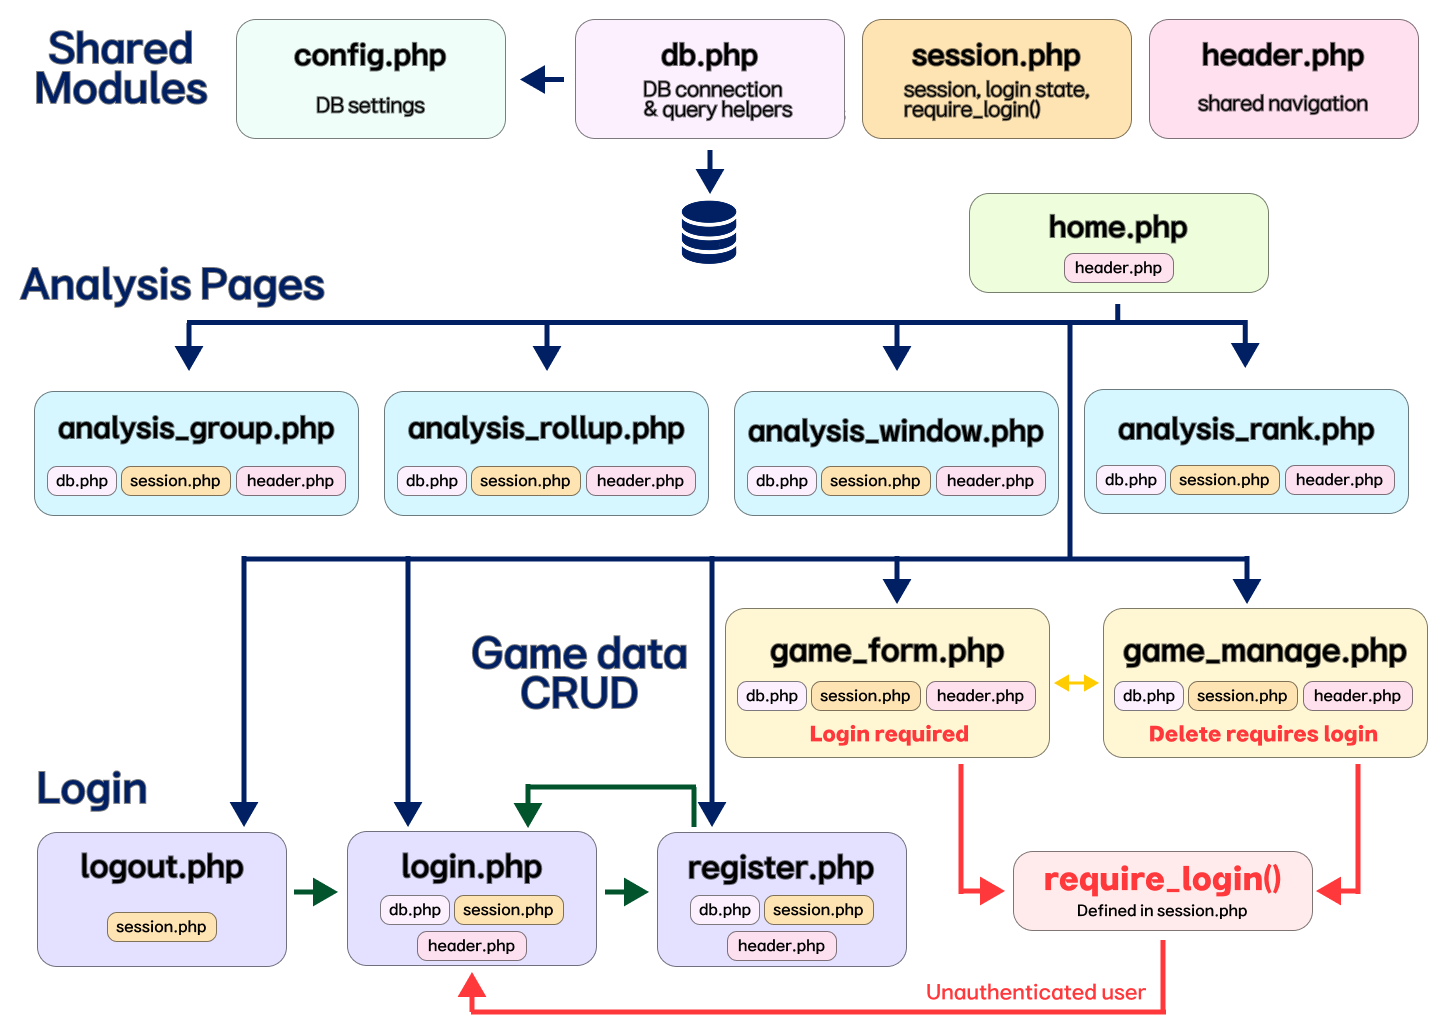 Shared
Modules
config.php
DB settings
db.php
DB connection
& query helpers
session.php
session, login state,
require_login()
header.php
shared navigation
home.php
header.php
Analysis Pages
analysis_group.php
db.php session.php header.php
analysis_rollup.php
db.php session.php header.php
analysis_window.php
db.php session.php header.php
analysis_rank.php
db.php session.php header.php
Game data
CRUD
game_form.php
db.php session.php header.php
Login required
game_manage.php
db.php session.php header.php
Delete requires login
Login
logout.php
session.php
login.php
db.php session.php
header.php
register.php
db.php session.php
header.php
require_login()
Defined in session.php
Unauthenticated user